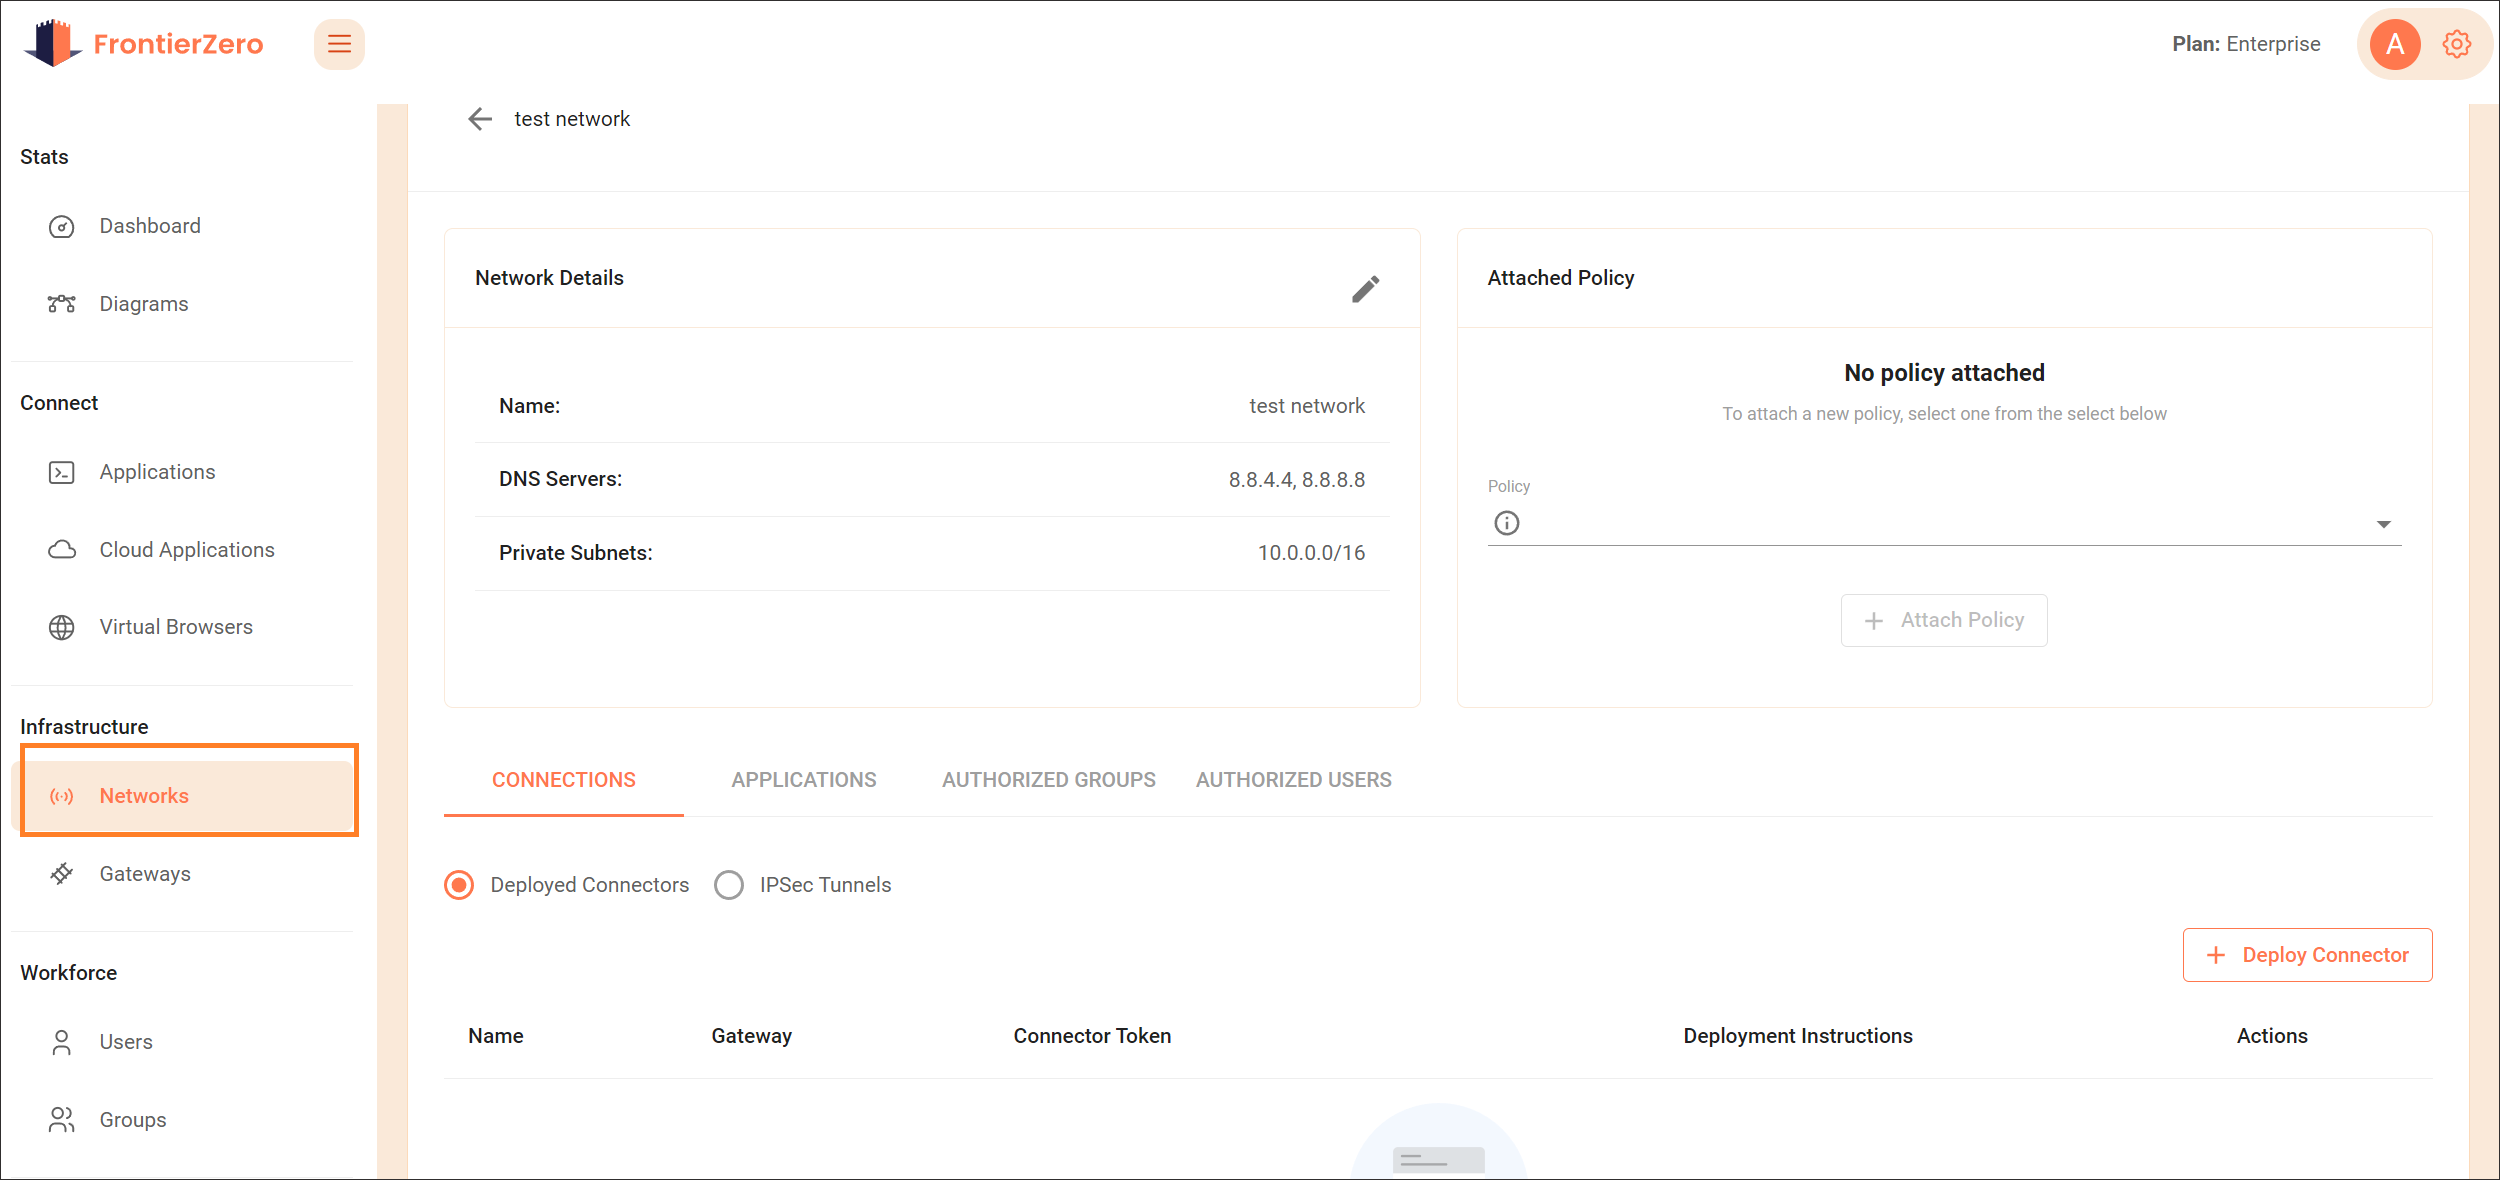 FrontierZero
Plan: Enterprise
A
test network
Stats
Dashboard
Diagrams
Connect
Applications
Cloud Applications
Virtual Browsers
Infrastructure
Networks
Gateways
Workforce
Users
Groups
Network Details
Name: test network
DNS Servers: 8.8.4.4, 8.8.8.8
Private Subnets: 10.0.0.0/16
Attached Policy
No policy attached
To attach a new policy, select one from the select below
Policy
Attach Policy
CONNECTIONS APPLICATIONS AUTHORIZED GROUPS AUTHORIZED USERS
Deployed Connectors IPSec Tunnels
Deploy Connector
Name Gateway Connector Token Deployment Instructions Actions